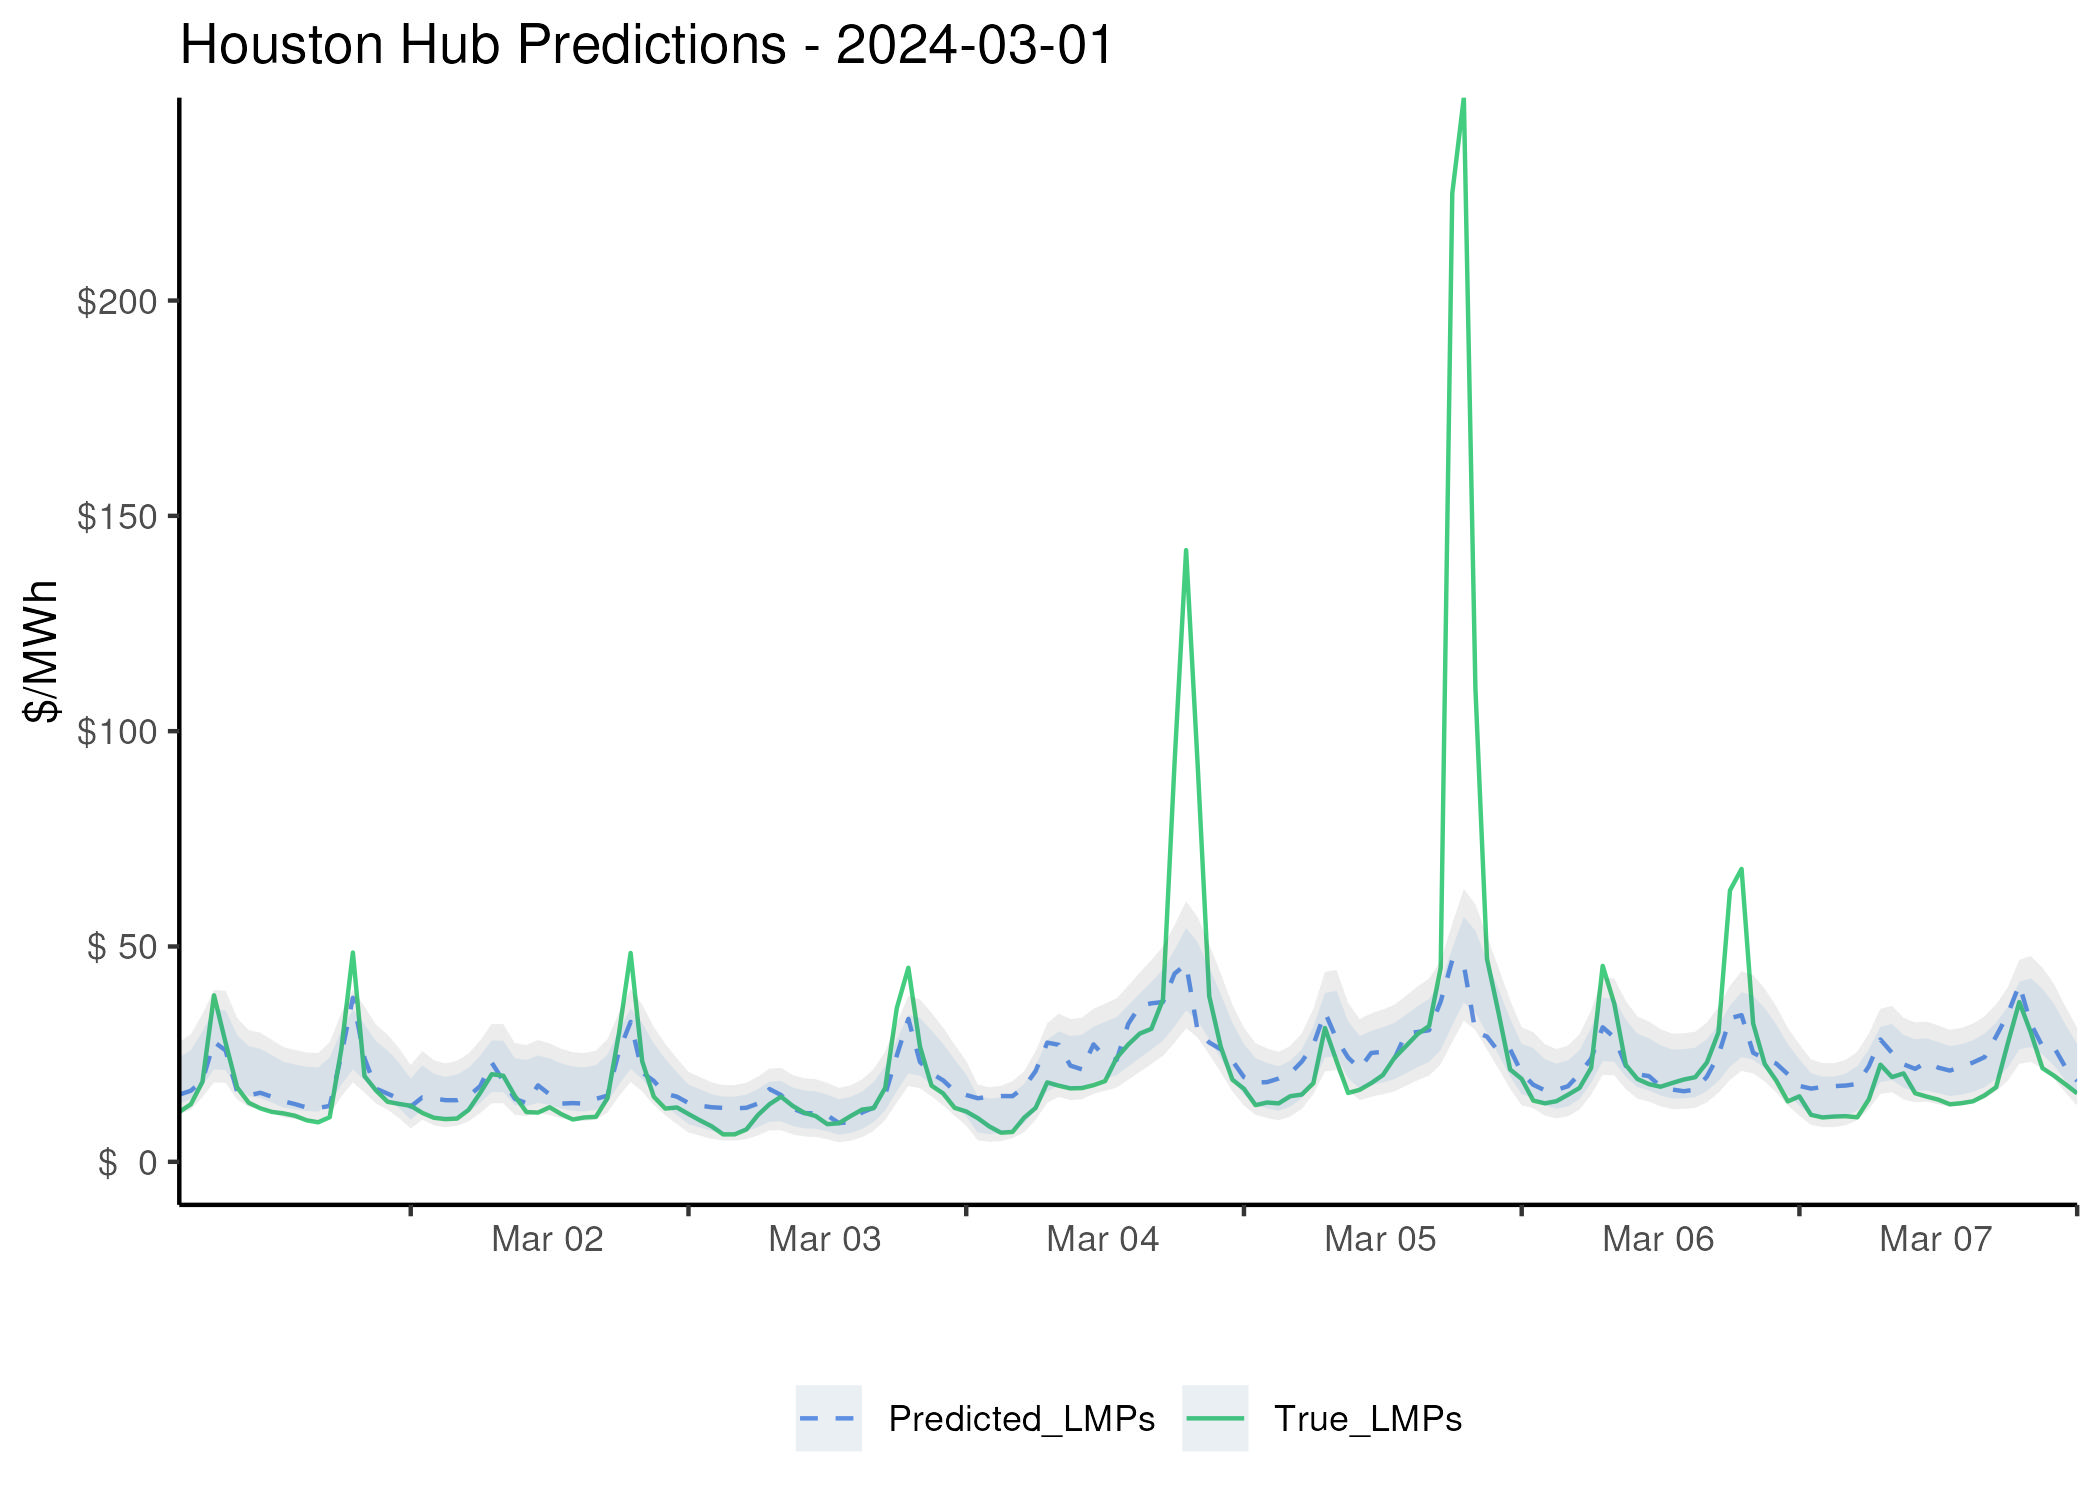 Houston Hub Predictions - 2024-03-01
$/MWh
$200
$150
$100
$ 50
$  0
Mar 02 Mar 03 Mar 04 Mar 05 Mar 06 Mar 07
Predicted_LMPs True_LMPs